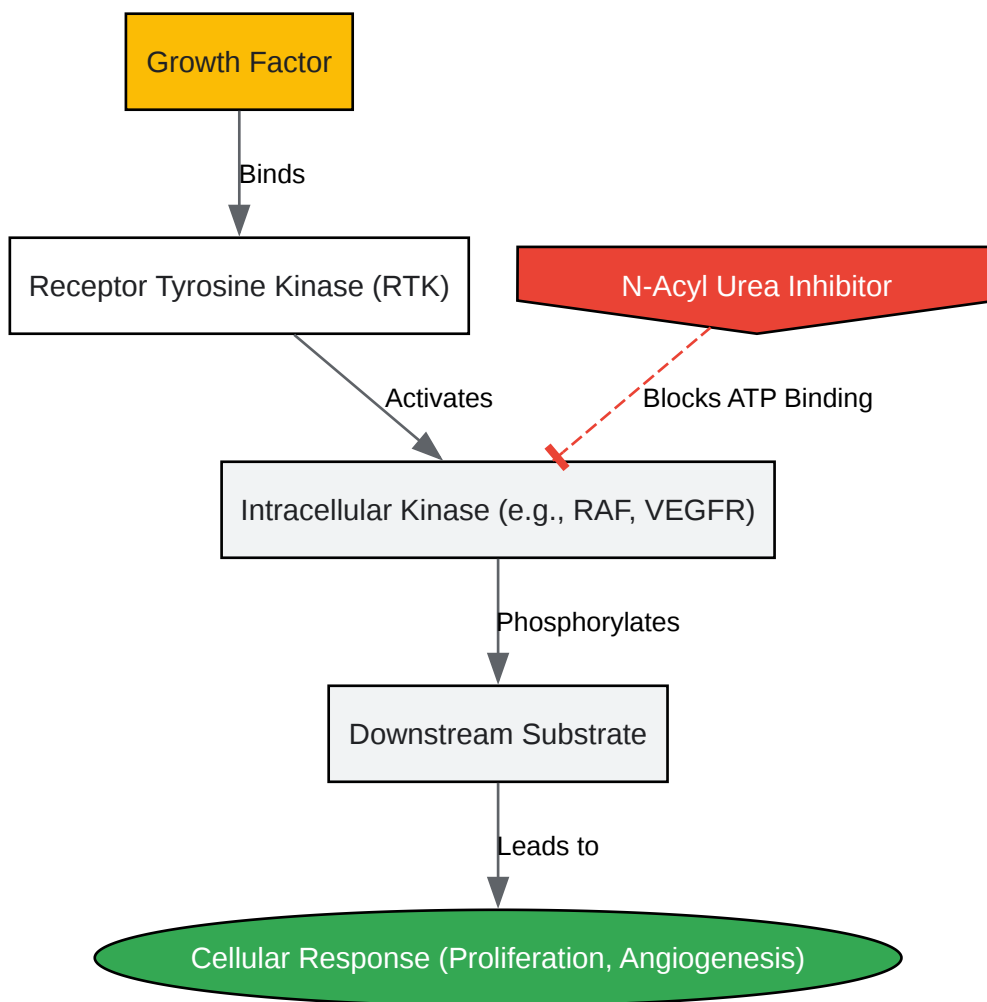 Growth Factor
Binds
Receptor Tyrosine Kinase (RTK)
N-Acyl Urea Inhibitor
Activates
Blocks ATP Binding
Intracellular Kinase (e.g., RAF, VEGFR)
Phosphorylates
Downstream Substrate
Leads to
Cellular Response (Proliferation, Angiogenesis)